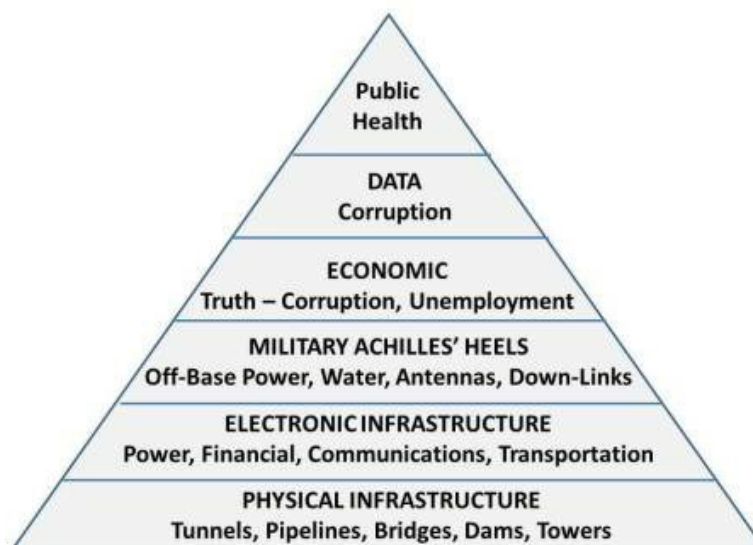 Public
Health
DATA
Corruption
ECONOMIC
Truth – Corruption, Unemployment
MILITARY ACHILLES' HEELS
Off-Base Power, Water, Antennas, Down-Links
ELECTRONIC INFRASTRUCTURE
Power, Financial, Communications, Transportation
PHYSICAL INFRASTRUCTURE
Tunnels, Pipelines, Bridges, Dams, Towers